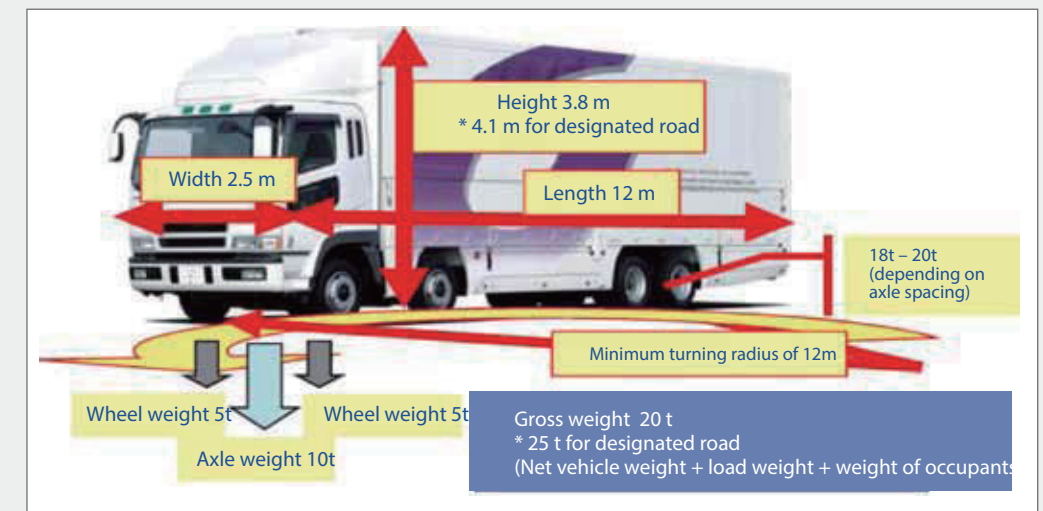 Height 3.8 m
* 4.1 m for designated road
Width 2.5 m
Length 12 m
18t – 20t
(depending on
axle spacing)
Minimum turning radius of 12m
Wheel weight 5t
Wheel weight 5t
Axle weight 10t
Gross weight 20 t
* 25 t for designated road
(Net vehicle weight + load weight + weight of occupants